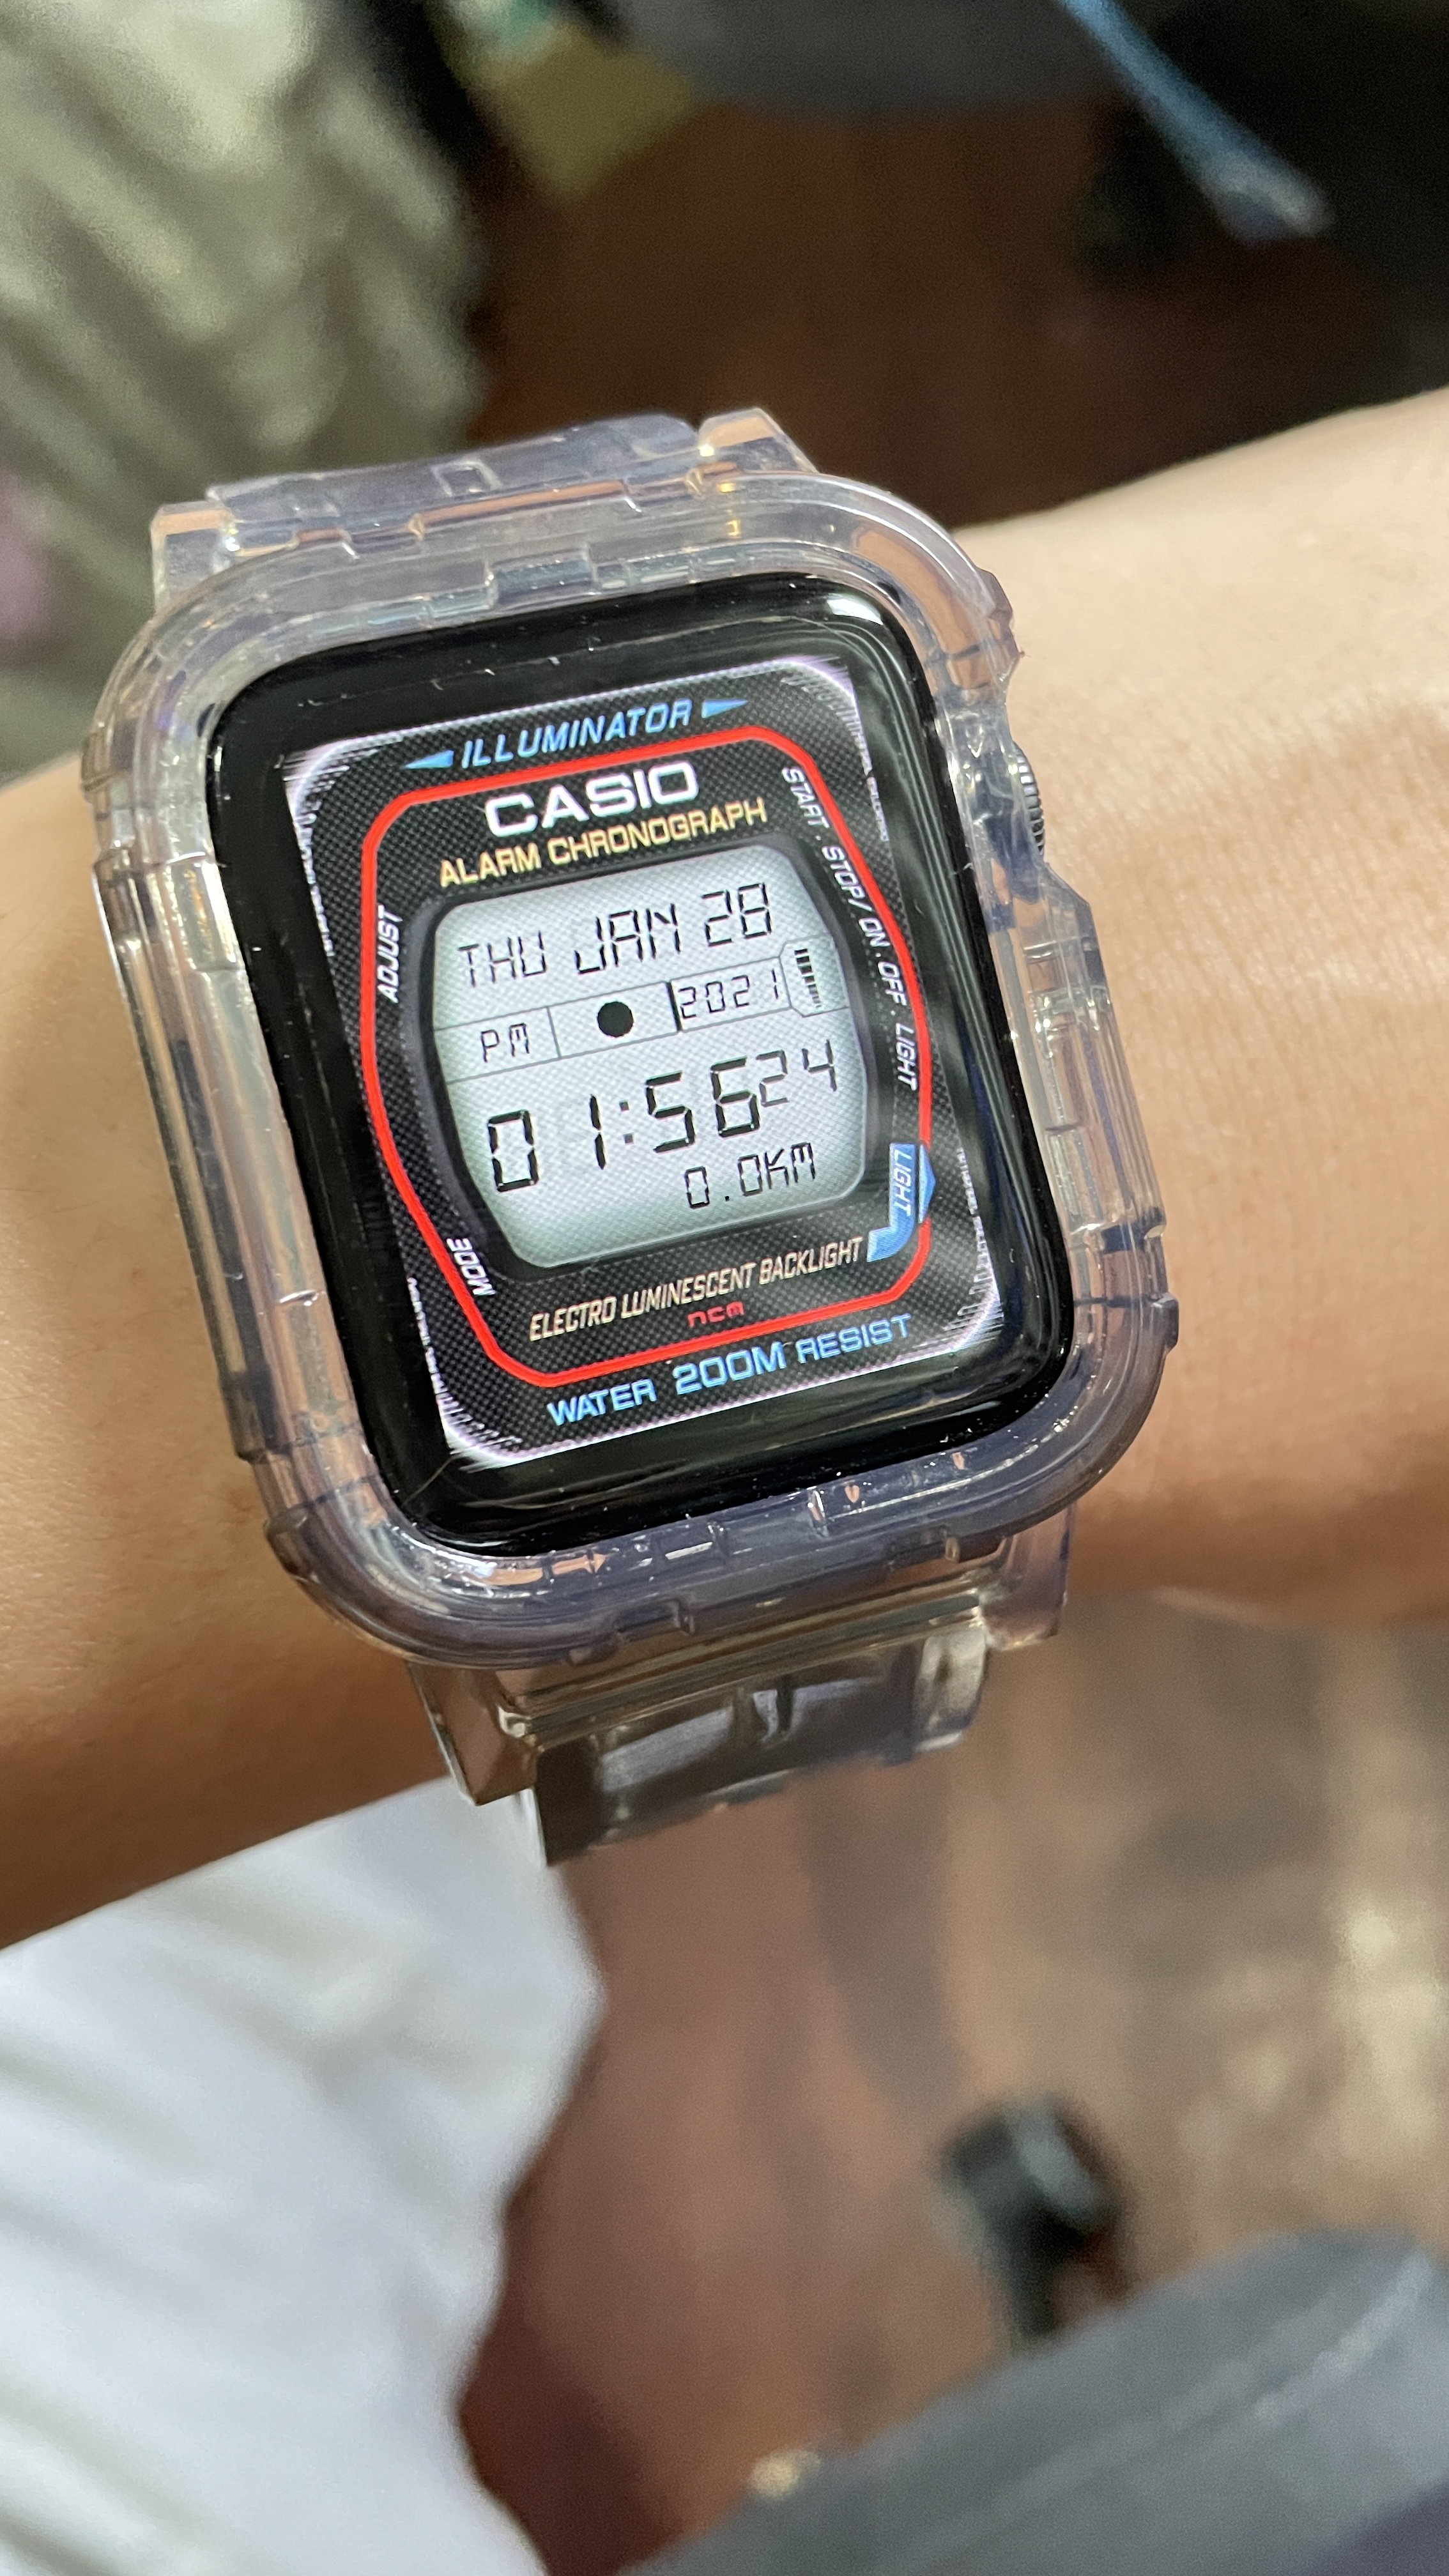 ILLUMINATOR
CASIO
ALARM CHRONOGRAPH
START . STOP/ ON . OFF . LIGHT
ADJUST
THU JAN 28
PM 2021
01:56 24
0.0KM
LIGHT
MODE
ELECTRO LUMINESCENT BACKLIGHT
ncm
WATER 200M RESIST